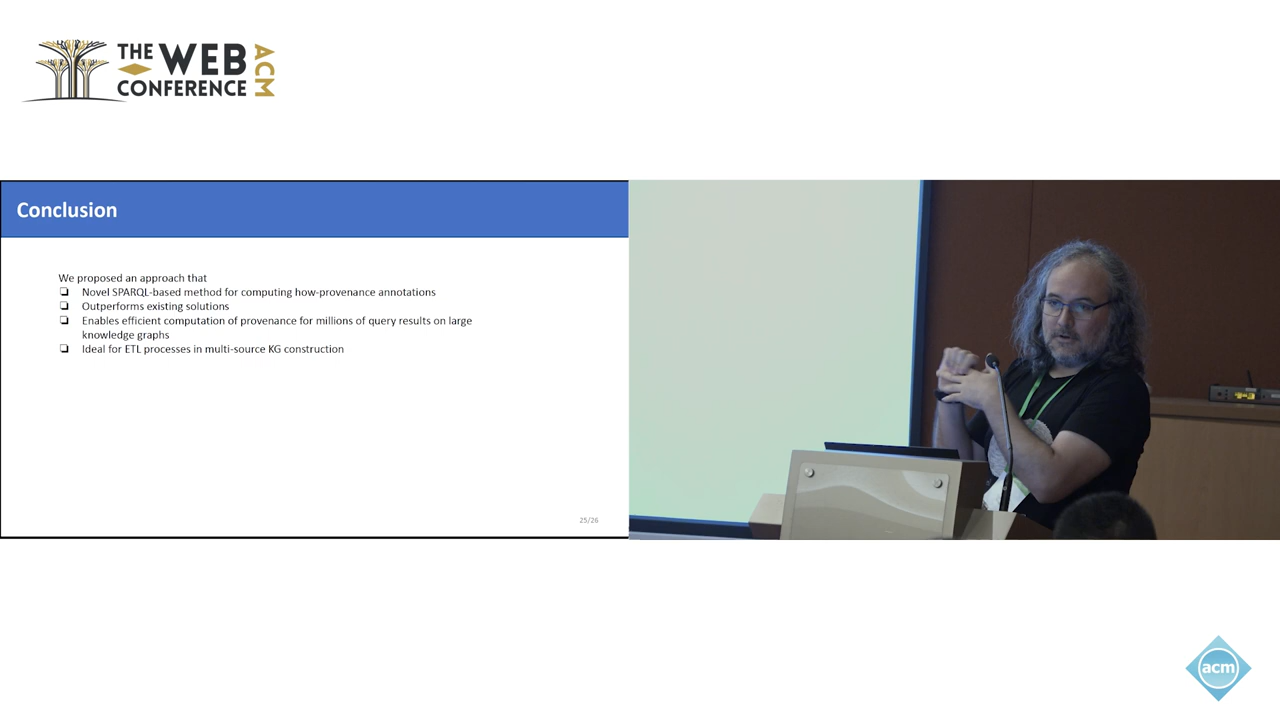 THE WEB
CONFERENCE
ACM
Conclusion
We proposed an approach that
Novel SPARQL-based method for computing how-provenance annotations
Outperforms existing solutions
Enables efficient computation of provenance for millions of query results on large
knowledge graphs
Ideal for ETL processes in multi-source KG construction
25/26
acm